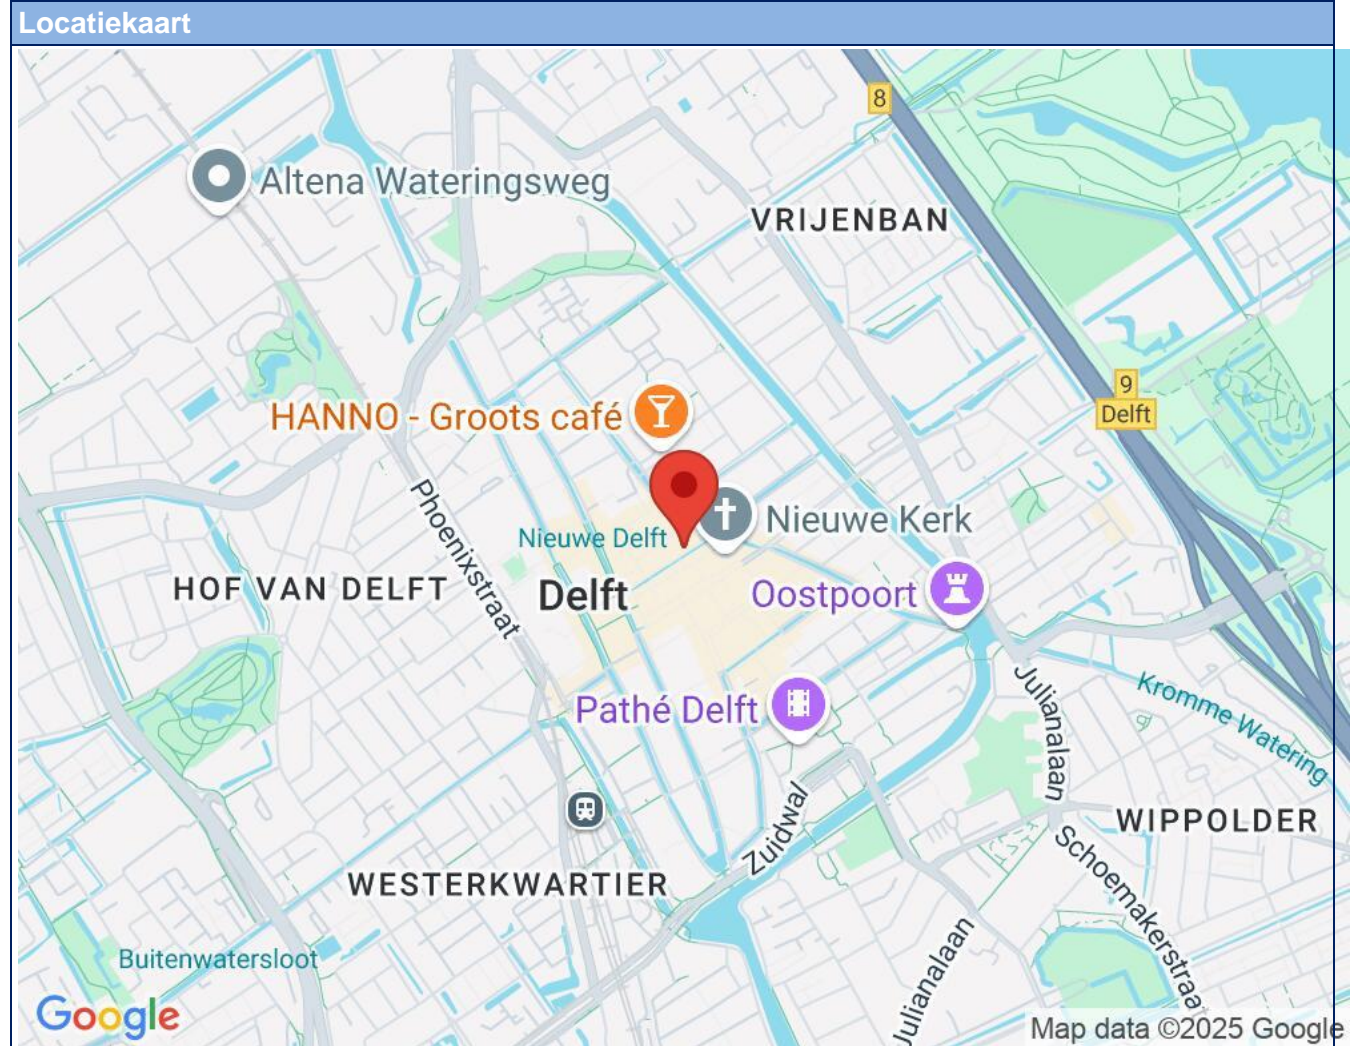 Locatiekaart
8
Altena Wateringsweg
VRIJENBAN
9
Delft
HANNO - Groots café
Phoenixstraat
Nieuwe Kerk
Nieuwe Delft
HOF VAN DELFT
Delft
Oostpoort
Julianalaan
Kromme Watering
Pathé Delft
Zuidwal
WIPPOLDER
Schoemakerstraat
WESTERKWARTIER
Julianalaan
Buitenwatersloot
Google
Map data ©2025 Google